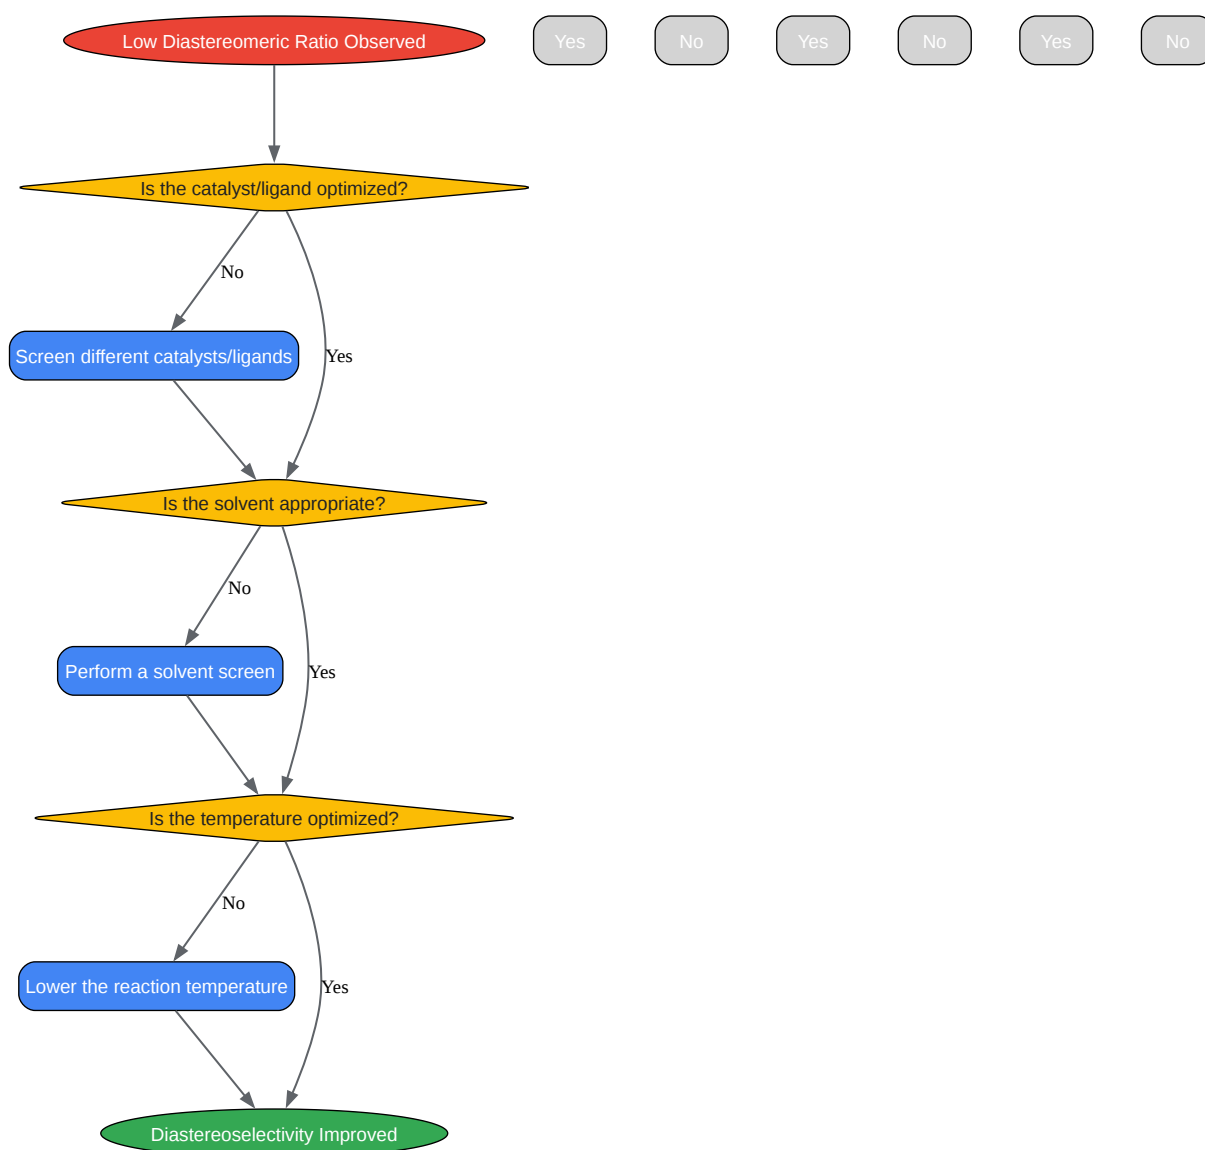 Low Diastereomeric Ratio Observed
Yes
No
Yes
No
Yes
No
Is the catalyst/ligand optimized?
No
Screen different catalysts/ligands
Yes
Is the solvent appropriate?
No
Perform a solvent screen
Yes
Is the temperature optimized?
No
Lower the reaction temperature
Yes
Diastereoselectivity Improved